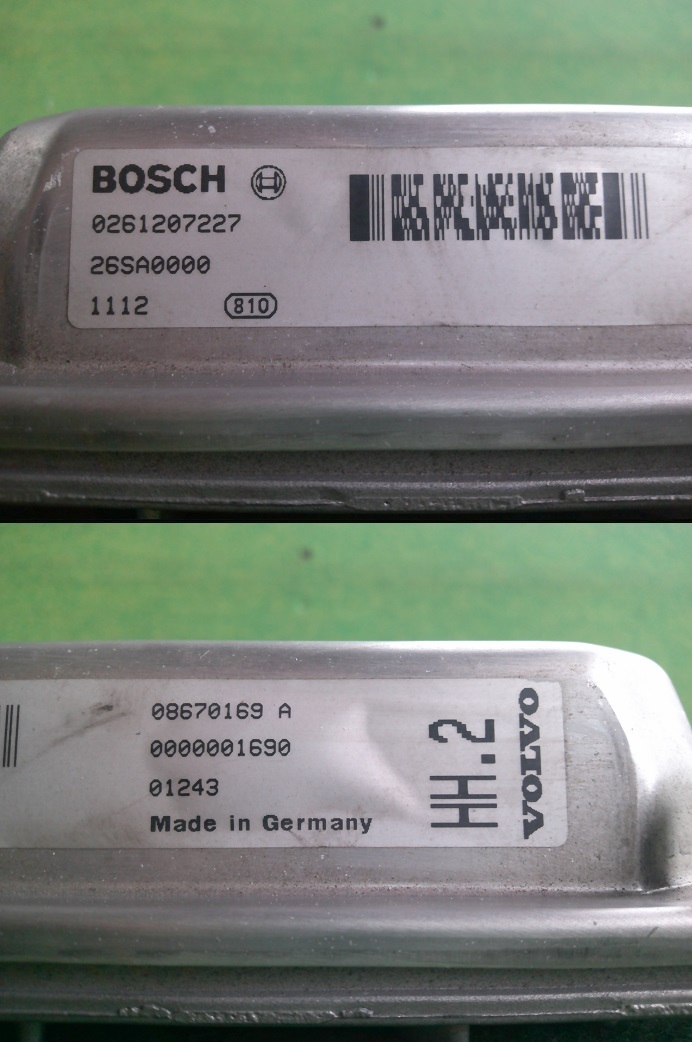 BOSCH
0261207227
26SA0000
1112 810
08670169 A
0000001690
01243
Made in Germany
HH.2
VOLVO